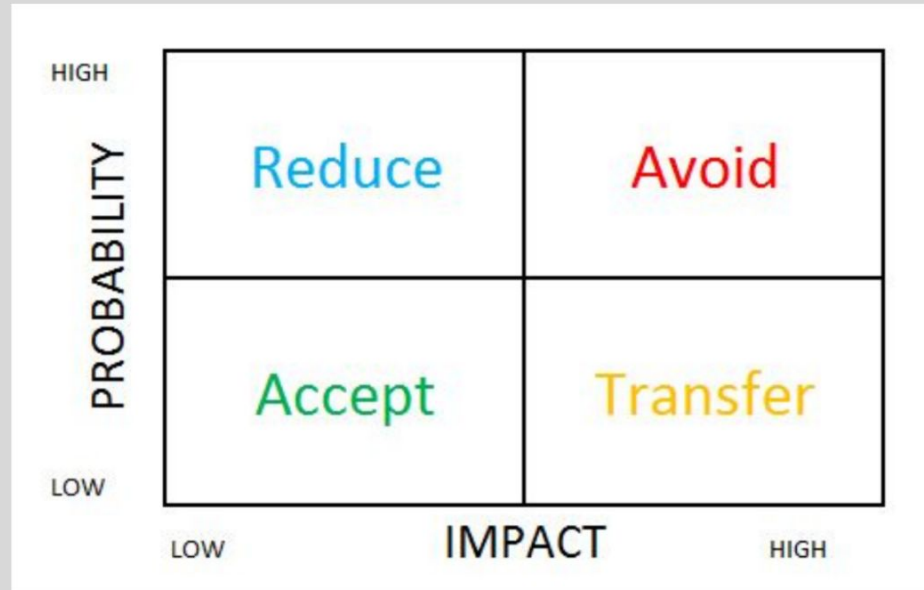 HIGH
Reduce
Avoid
PROBABILITY
Accept
Transfer
LOW
LOW
IMPACT
HIGH